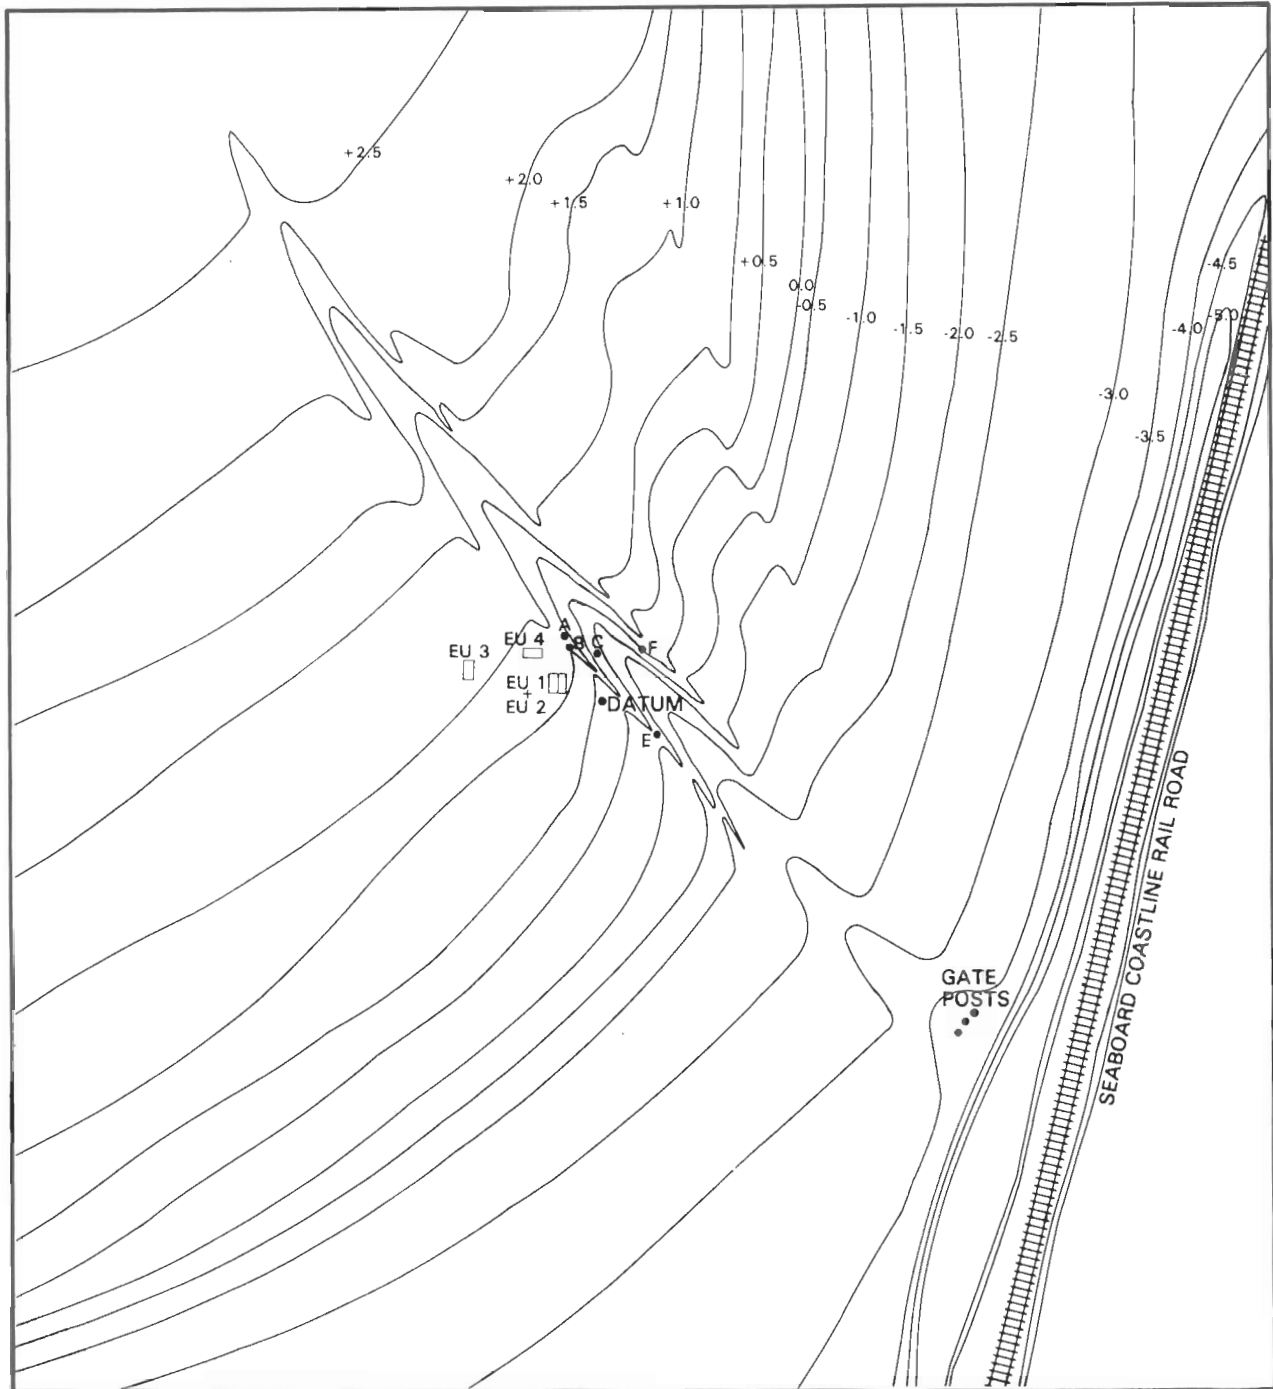 +2.5
+2.0
+1.5
+1.0
+0.5
0.0
-0.5
-1.0
-1.5
-2.0
-2.5
-4.5
-5.0
-4.0
-3.0
-3.5
A
B
C
F
EU 4
EU 3
EU 1
EU 2
DATUM
E
GATE
POSTS
SEABOARD COASTLINE RAIL ROAD